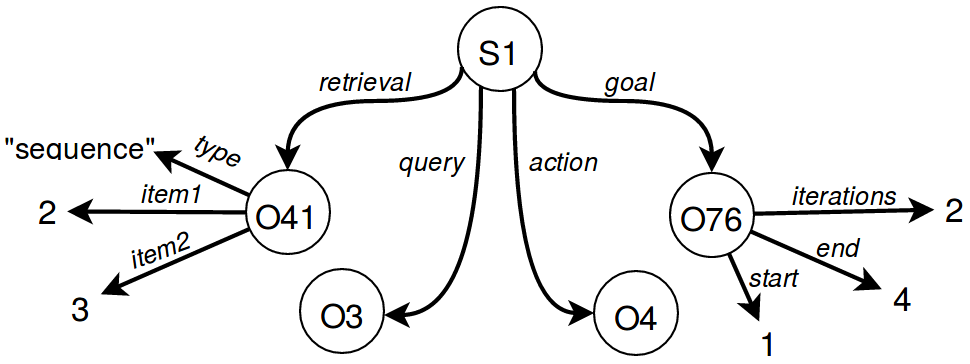 S1
retrieval
goal
"sequence"
type
query
action
item1
iterations
2
O41
O76
2
item2
end
start
3
O3
O4
4
1